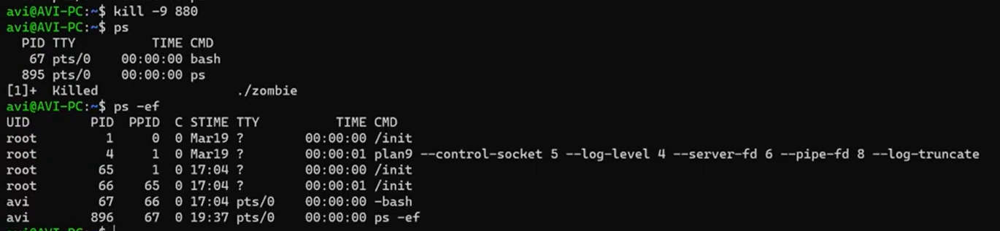 avi@AVI-PC:~$ kill -9 880
avi@AVI-PC:~$ ps
  PID TTY          TIME CMD
   67 pts/0    00:00:00 bash
  895 pts/0    00:00:00 ps
[1]+  Killed                  ./zombie
avi@AVI-PC:~$ ps -ef
UID        PID  PPID  C STIME TTY          TIME CMD
root         1     0  0 Mar19 ?        00:00:00 /init
root         4     1  0 Mar19 ?        00:00:01 plan9 --control-socket 5 --log-level 4 --server-fd 6 --pipe-fd 8 --log-truncate
root        65     1  0 17:04 ?        00:00:00 /init
root        66    65  0 17:04 ?        00:00:01 /init
avi         67    66  0 17:04 pts/0    00:00:00 -bash
avi        896    67  0 19:37 pts/0    00:00:00 ps -ef
avi@AVI-PC:~$